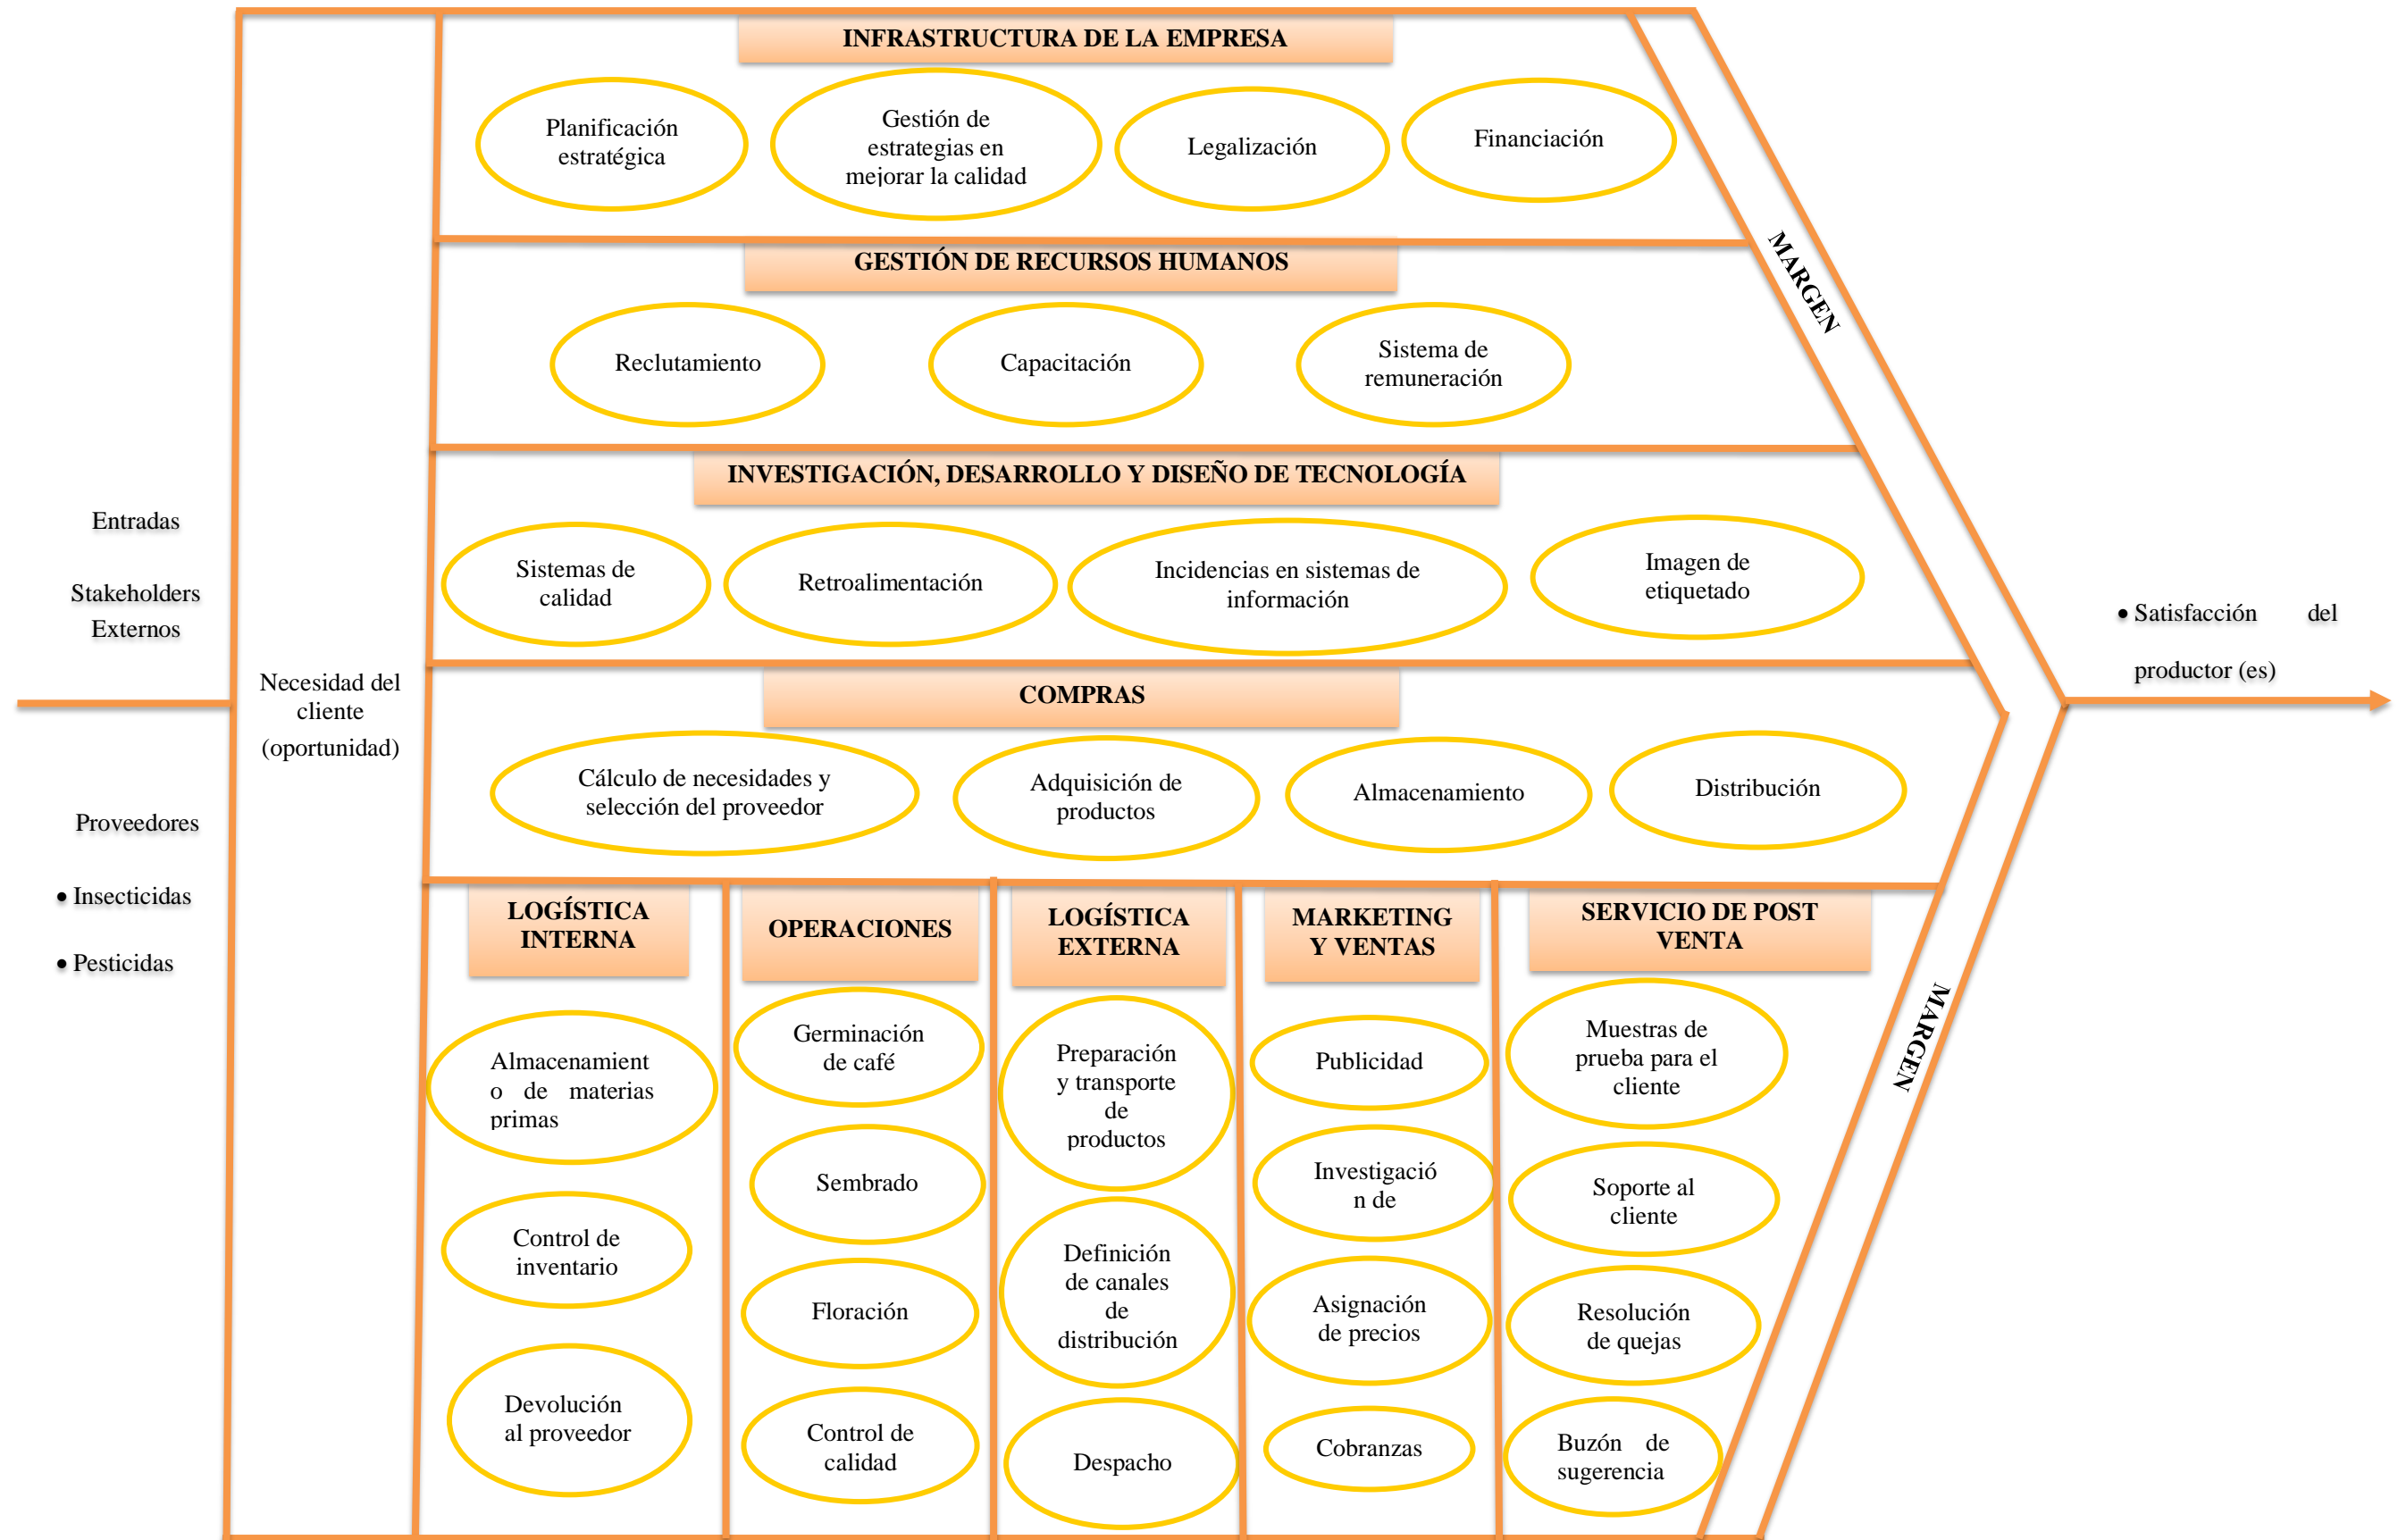 INFRASTRUCTURA DE LA EMPRESA
Planificación
estratégica
Gestión de
estrategias en
mejorar la calidad
Legalización
Financiación
MARGEN
GESTIÓN DE RECURSOS HUMANOS
Reclutamiento
Capacitación
Sistema de
remuneración
INVESTIGACIÓN, DESARROLLO Y DISEÑO DE TECNOLOGÍA
Sistemas de
calidad
Retroalimentación
Incidencias en sistemas de
información
Imagen de
etiquetado
Entradas
Stakeholders
Externos
Proveedores
• Insecticidas
• Pesticidas
Necesidad del
cliente
(oportunidad)
COMPRAS
Cálculo de necesidades y
selección del proveedor
Adquisición de
productos
Almacenamiento
Distribución
• Satisfacción del
productor (es)
LOGÍSTICA
INTERNA
Almacenamient
o de materias
primas
Control de
inventario
Devolución
al proveedor
OPERACIONES
Germinación
de café
Sembrado
Floración
Control de
calidad
LOGÍSTICA
EXTERNA
Preparación
y transporte
de
productos
Definición
de canales
de
distribución
Despacho
MARKETING
Y VENTAS
Publicidad
Investigació
n de
Asignación
de precios
Cobranzas
SERVICIO DE POST
VENTA
Muestras de
prueba para el
cliente
Soporte al
cliente
Resolución
de quejas
Buzón de
sugerencia
MARGEN